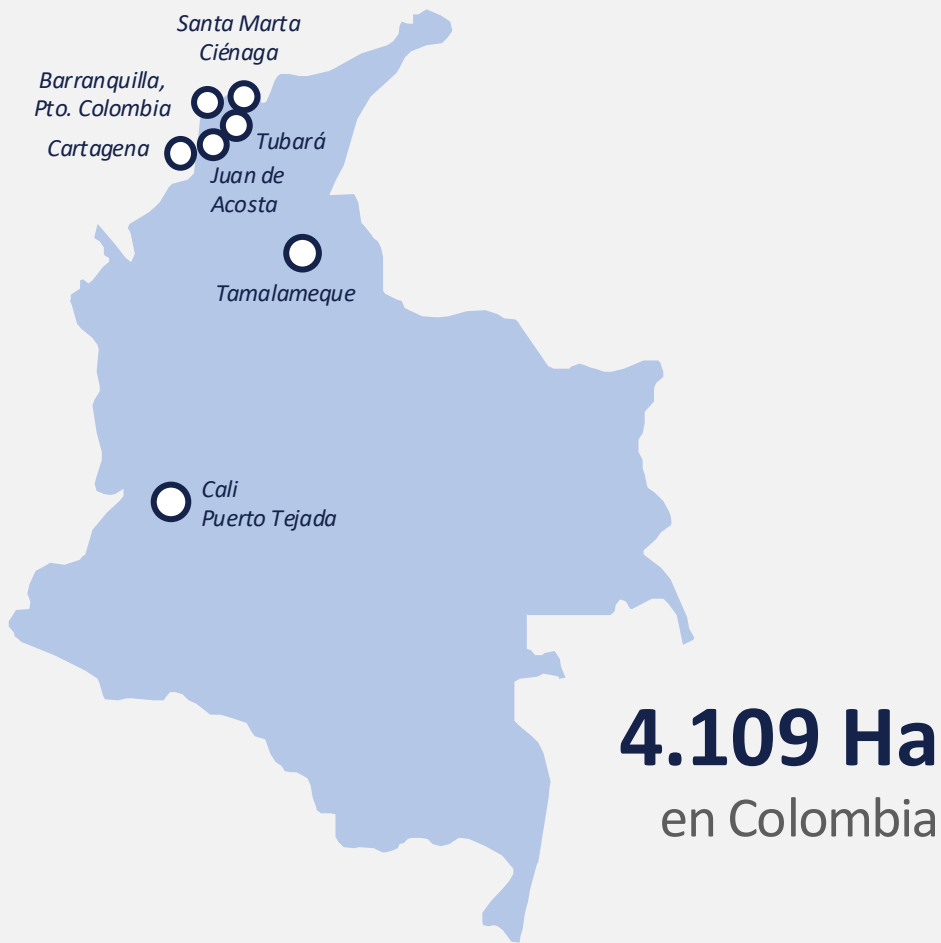 Santa Marta
Ciénaga
Barranquilla,
Pto. Colombia
Cartagena
Tubará
Juan de
Acosta
Tamalameque
Cali
Puerto Tejada
4.109 Ha
en Colombia